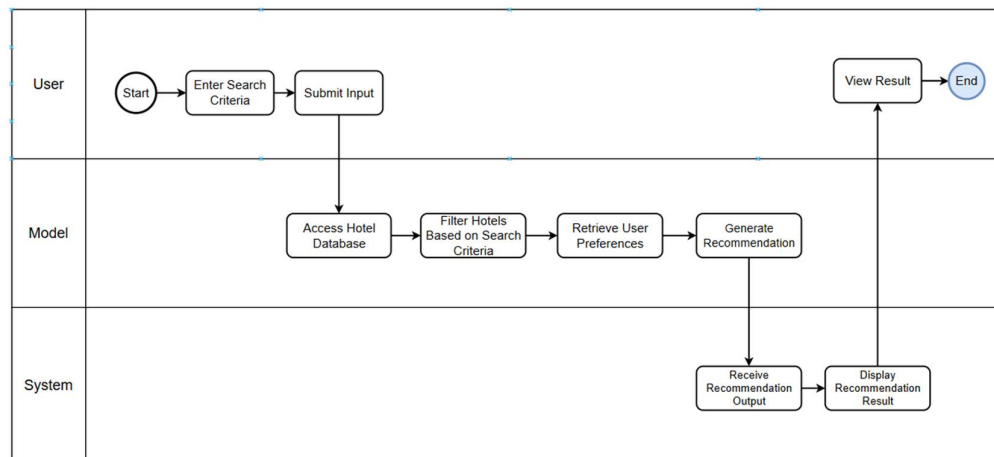 User
Start
Enter Search
Criteria
Submit Input
View Result
End
Model
Access Hotel
Database
Filter Hotels
Based on Search
Criteria
Retrieve User
Preferences
Generate
Recommendation
System
Receive
Recommendation
Output
Display
Recommendation
Result